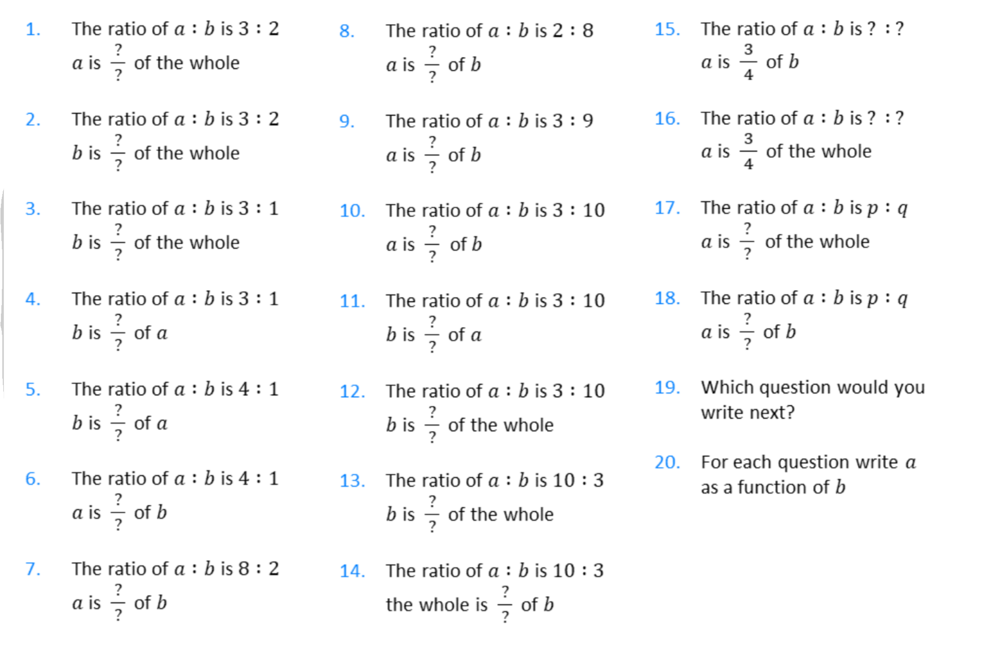 1. The ratio of a : b is 3 : 2
a is ?/? of the whole
2. The ratio of a : b is 3 : 2
b is ?/? of the whole
3. The ratio of a : b is 3 : 1
b is ?/? of the whole
4. The ratio of a : b is 3 : 1
b is ?/? of a
5. The ratio of a : b is 4 : 1
b is ?/? of a
6. The ratio of a : b is 4 : 1
a is ?/? of b
7. The ratio of a : b is 8 : 2
a is ?/? of b
8. The ratio of a : b is 2 : 8
a is ?/? of b
9. The ratio of a : b is 3 : 9
a is ?/? of b
10. The ratio of a : b is 3 : 10
a is ?/? of b
11. The ratio of a : b is 3 : 10
b is ?/? of a
12. The ratio of a : b is 3 : 10
b is ?/? of the whole
13. The ratio of a : b is 10 : 3
b is ?/? of the whole
14. The ratio of a : b is 10 : 3
the whole is ?/? of b
15. The ratio of a : b is ? : ?
a is 3/4 of b
16. The ratio of a : b is ? : ?
a is 3/4 of the whole
17. The ratio of a : b is p : q
a is ?/? of the whole
18. The ratio of a : b is p : q
a is ?/? of b
19. Which question would you
write next?
20. For each question write a
as a function of b